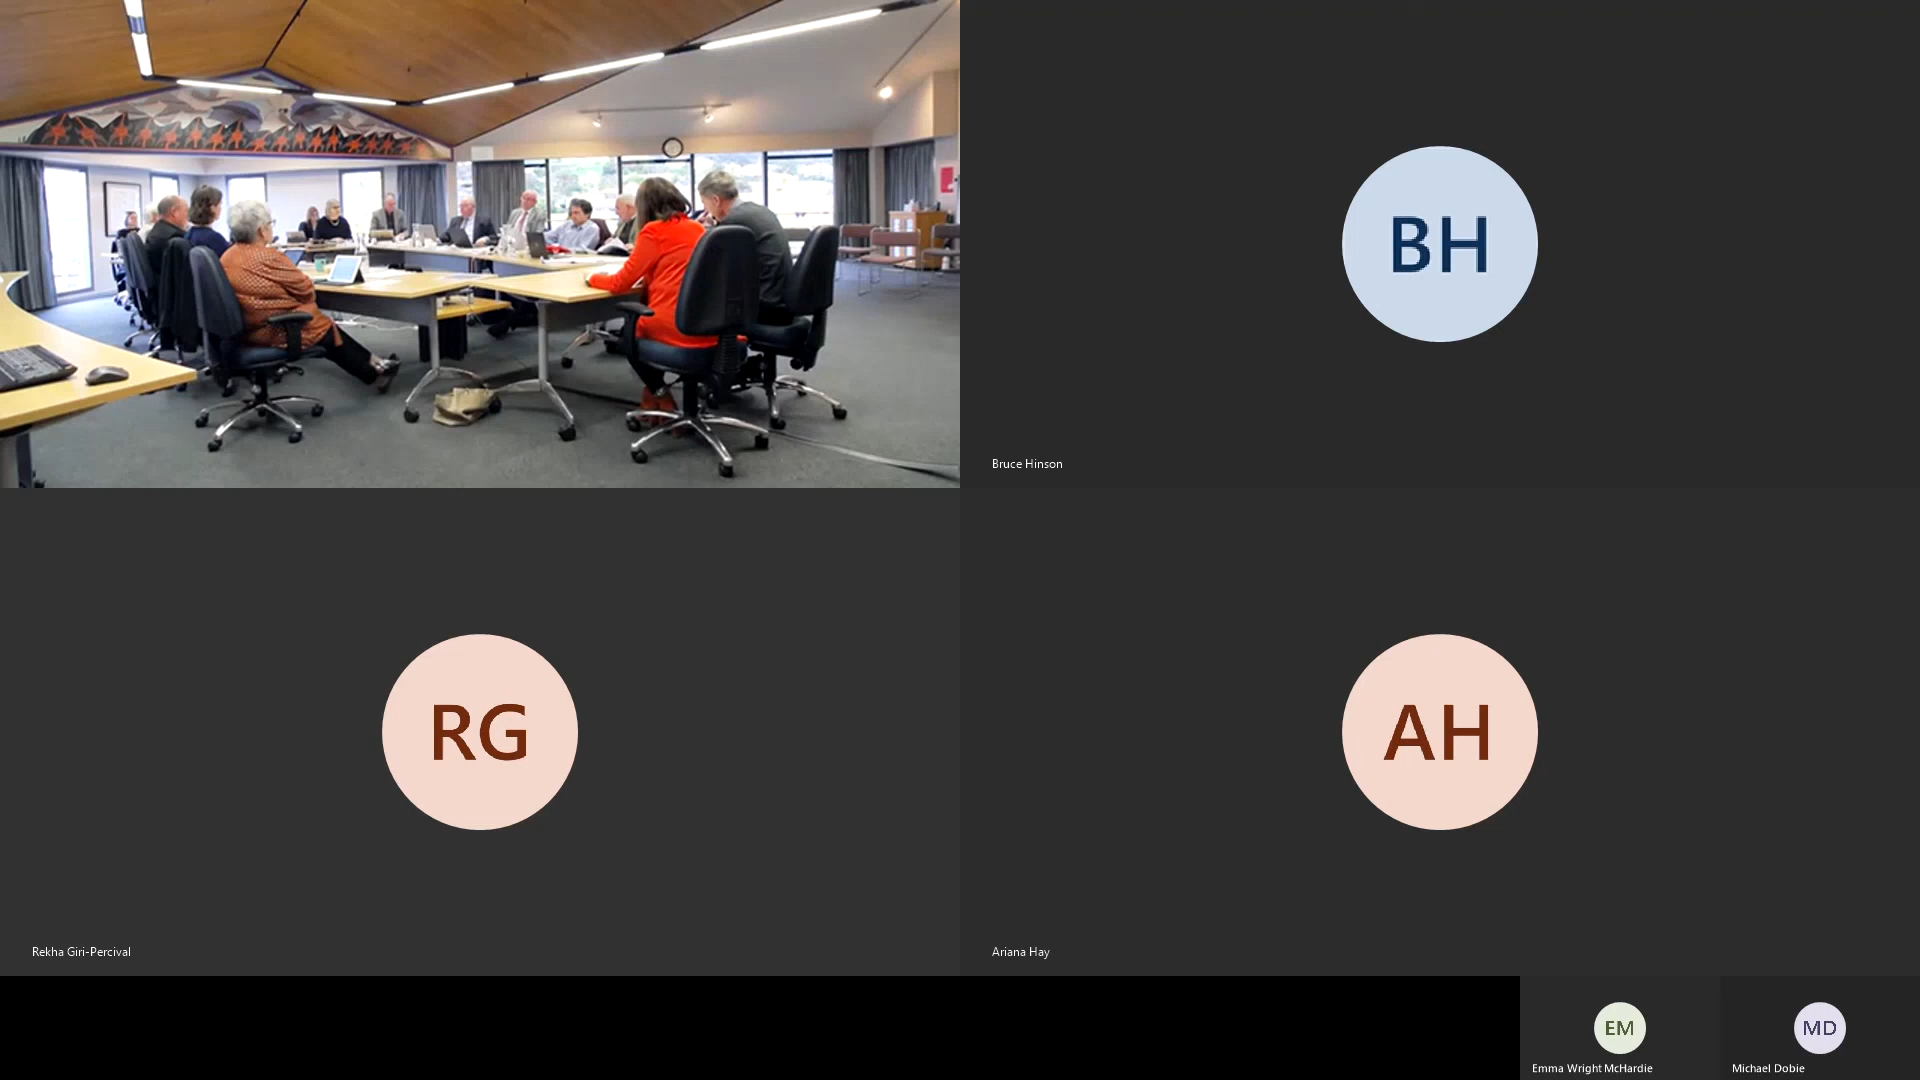 BH
Bruce Hinson
RG
Rekha Giri-Percival
AH
Ariana Hay
EM
Emma Wright McHardie
MD
Michael Dobie